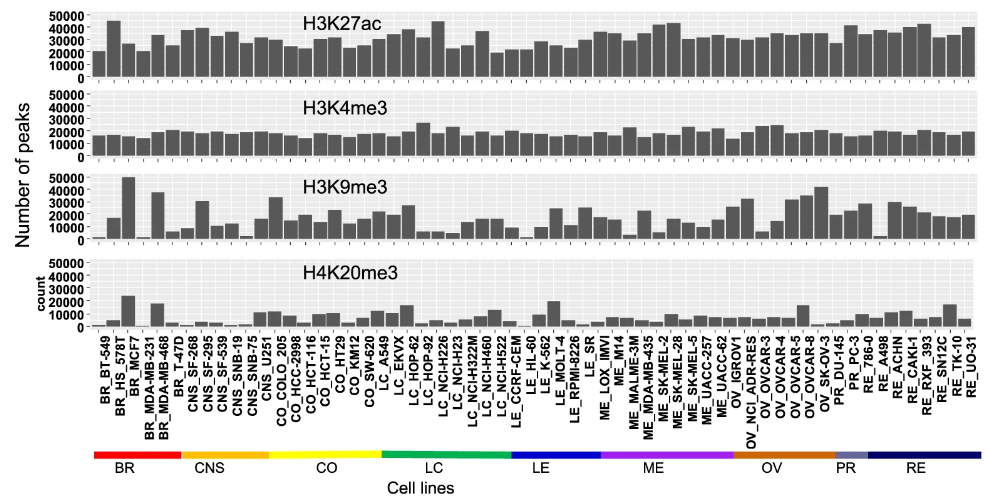 H3K27ac
50000
40000
30000
20000
10000
0
H3K4me3
50000
40000
30000
20000
10000
0
H3K9me3
50000
40000
30000
20000
10000
0
H4K20me3
50000
40000
30000
20000
10000
0
Number of peaks
count
BR_BT-549
BR_HS_578T
BR_MCF7
BR_MDA-MB-231
BR_MDA-MB-468
BR_T-47D
CNS_SF-268
CNS_SF-295
CNS_SF-539
CNS_SNB-19
CNS_SNB-75
CNS_U251
CO_COLO_205
CO_HCC-2998
CO_HCT-116
CO_HCT-15
CO_HT29
CO_KM12
CO_SW-620
LC_A549
LC_EKVX
LC_HOP-62
LC_HOP-92
LC_NCI-H226
LC_NCI-H23
LC_NCI-H322M
LC_NCI-H460
LC_NCI-H522
LE_CCRF-CEM
LE_HL-60
LE_K-562
LE_MOLT-4
LE_RPMI-8226
LE_SR
ME_LOX_IMVI
ME_M14
ME_MALME-3M
ME_MDA-MB-435
ME_SK-MEL-2
ME_SK-MEL-28
ME_SK-MEL-5
ME_UACC-257
ME_UACC-62
OV_IGROV1
OV_NCI_ADR-RES
OV_OVCAR-3
OV_OVCAR-4
OV_OVCAR-5
OV_OVCAR-8
OV_SK-OV-3
PR_DU-145
PR_PC-3
RE_786-0
RE_A498
RE_ACHN
RE_CAKI-1
RE_RXF_393
RE_SN12C
RE_TK-10
RE_UO-31
BR CNS CO LC LE ME OV PR RE
Cell lines